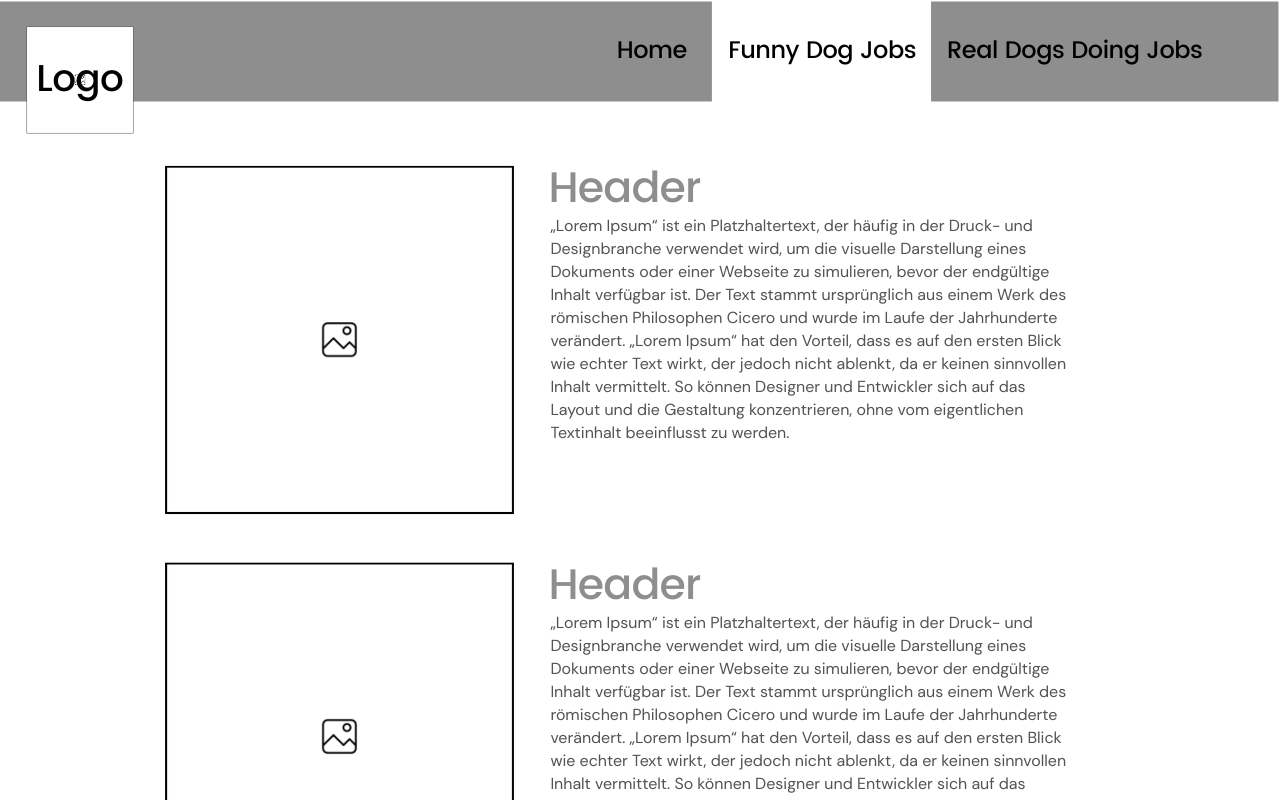 Logo
Home
Funny Dog Jobs
Real Dogs Doing Jobs
Header
„Lorem Ipsum“ ist ein Platzhaltertext, der häufig in der Druck- und
Designbranche verwendet wird, um die visuelle Darstellung eines
Dokuments oder einer Webseite zu simulieren, bevor der endgültige
Inhalt verfügbar ist. Der Text stammt ursprünglich aus einem Werk des
römischen Philosophen Cicero und wurde im Laufe der Jahrhunderte
verändert. „Lorem Ipsum“ hat den Vorteil, dass es auf den ersten Blick
wie echter Text wirkt, der jedoch nicht ablenkt, da er keinen sinnvollen
Inhalt vermittelt. So können Designer und Entwickler sich auf das
Layout und die Gestaltung konzentrieren, ohne vom eigentlichen
Textinhalt beeinflusst zu werden.
Header
„Lorem Ipsum“ ist ein Platzhaltertext, der häufig in der Druck- und
Designbranche verwendet wird, um die visuelle Darstellung eines
Dokuments oder einer Webseite zu simulieren, bevor der endgültige
Inhalt verfügbar ist. Der Text stammt ursprünglich aus einem Werk des
römischen Philosophen Cicero und wurde im Laufe der Jahrhunderte
verändert. „Lorem Ipsum“ hat den Vorteil, dass es auf den ersten Blick
wie echter Text wirkt, der jedoch nicht ablenkt, da er keinen sinnvollen
Inhalt vermittelt. So können Designer und Entwickler sich auf das